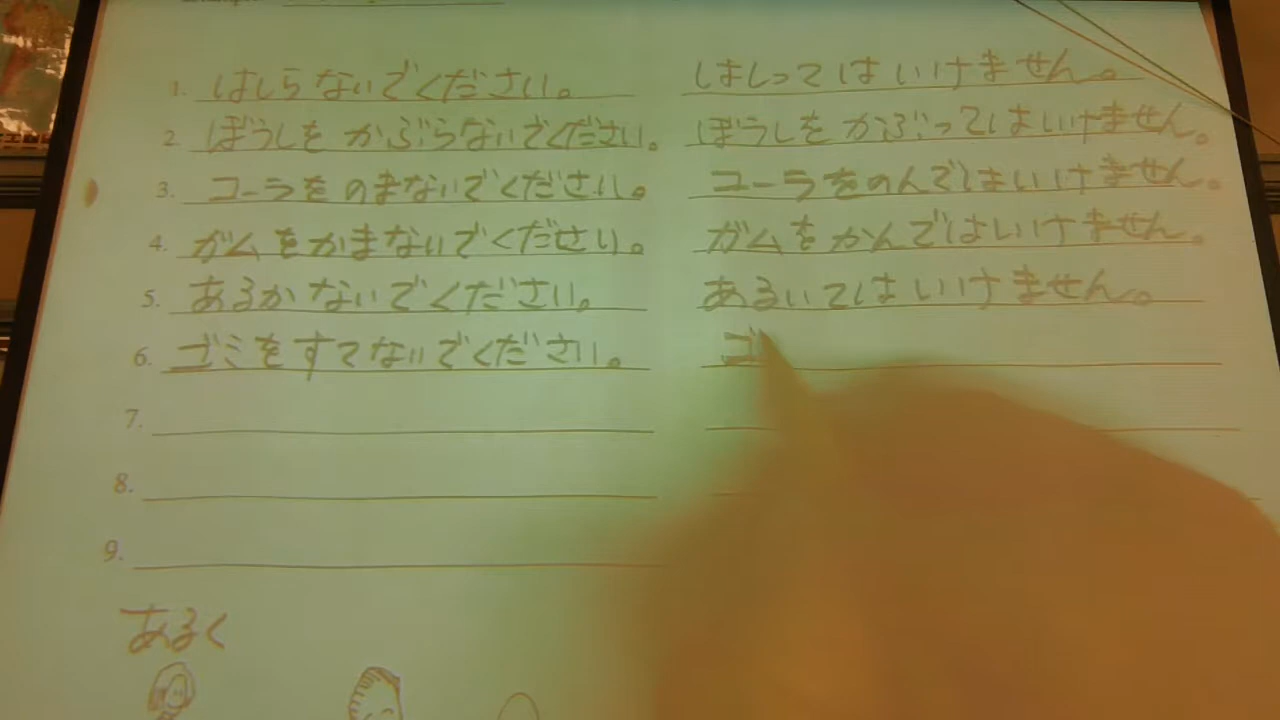 1. はしらないでください。 はしってはいけません。
2. ぼうしを かぶらないでください。 ぼうしを かぶってはいけません。
3. コーラをのまないでください。 コーラをのんではいけません。
4. ガムをかまないでください。 ガムをかんではいけません。
5. あるかないでください。 あるいてはいけません。
6. ゴミをすてないでください。 ゴ
7.
8.
9.
あるく